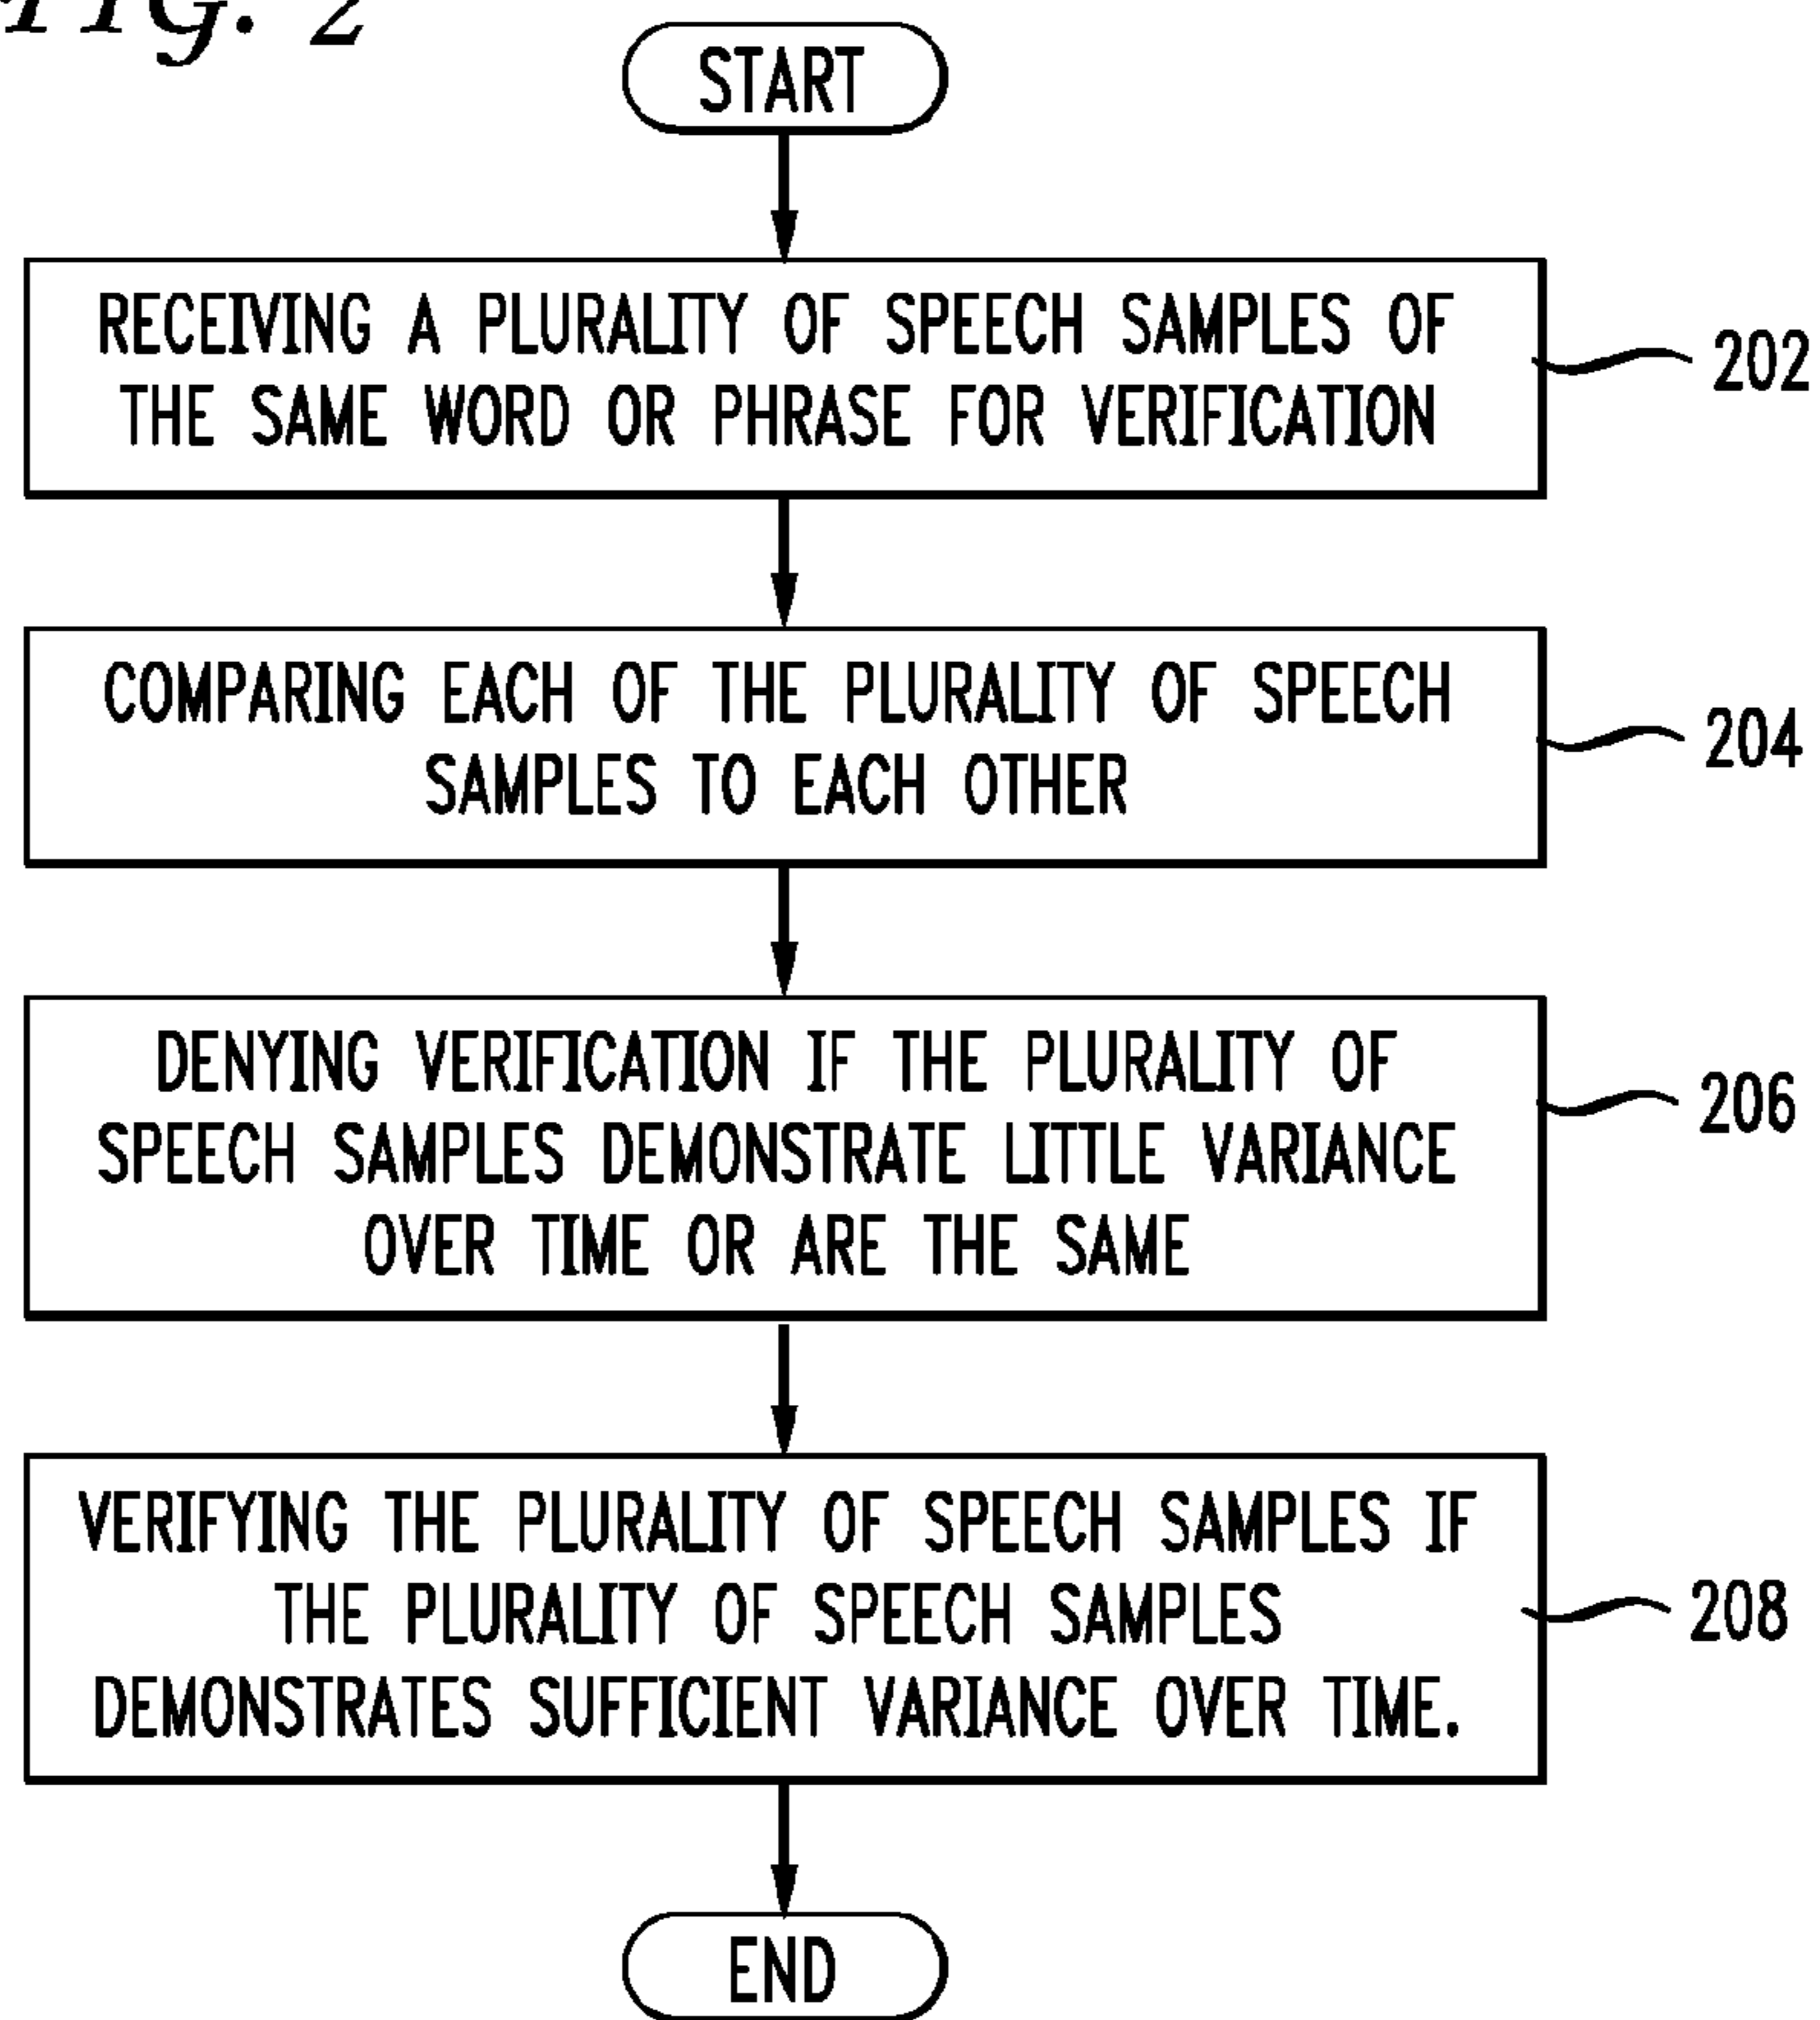 FIG. 2
START
RECEIVING A PLURALITY OF SPEECH SAMPLES OF
THE SAME WORD OR PHRASE FOR VERIFICATION
202
COMPARING EACH OF THE PLURALITY OF SPEECH
SAMPLES TO EACH OTHER
204
DENYING VERIFICATION IF THE PLURALITY OF
SPEECH SAMPLES DEMONSTRATE LITTLE VARIANCE
OVER TIME OR ARE THE SAME
206
VERIFYING THE PLURALITY OF SPEECH SAMPLES IF
THE PLURALITY OF SPEECH SAMPLES
DEMONSTRATES SUFFICIENT VARIANCE OVER TIME.
208
END